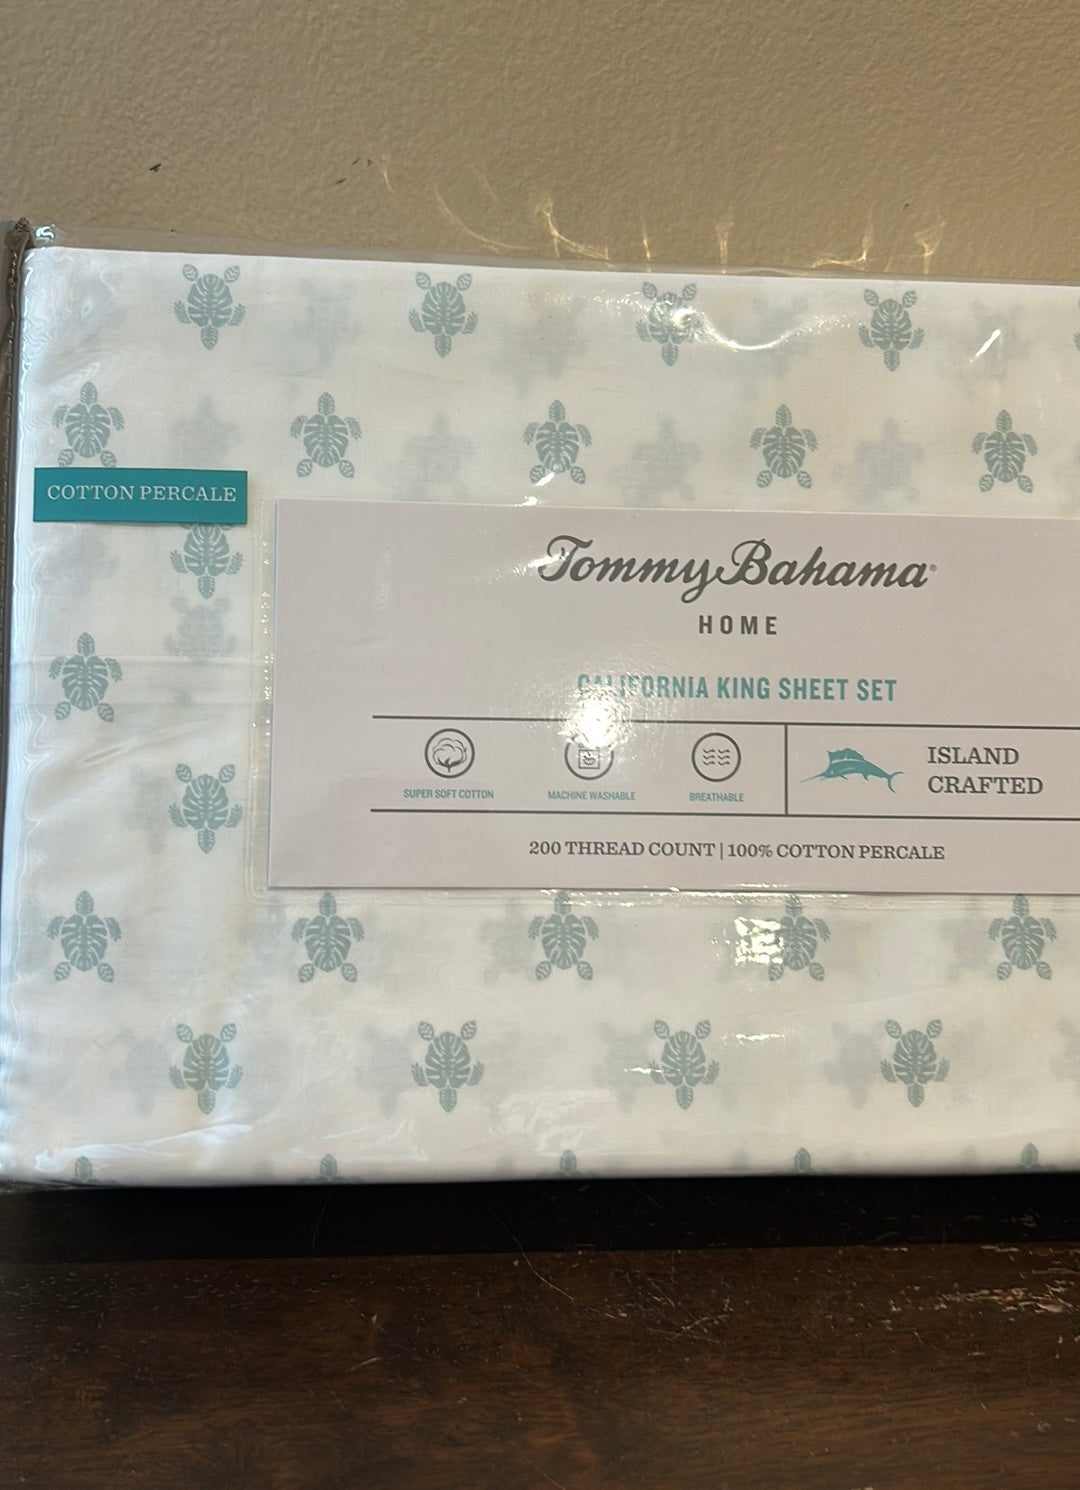 COTTON PERCALE
Tommy Bahama®
HOME
CALIFORNIA KING SHEET SET
SUPER SOFT COTTON
MACHINE WASHABLE
BREATHABLE
ISLAND
CRAFTED
200 THREAD COUNT | 100% COTTON PERCALE